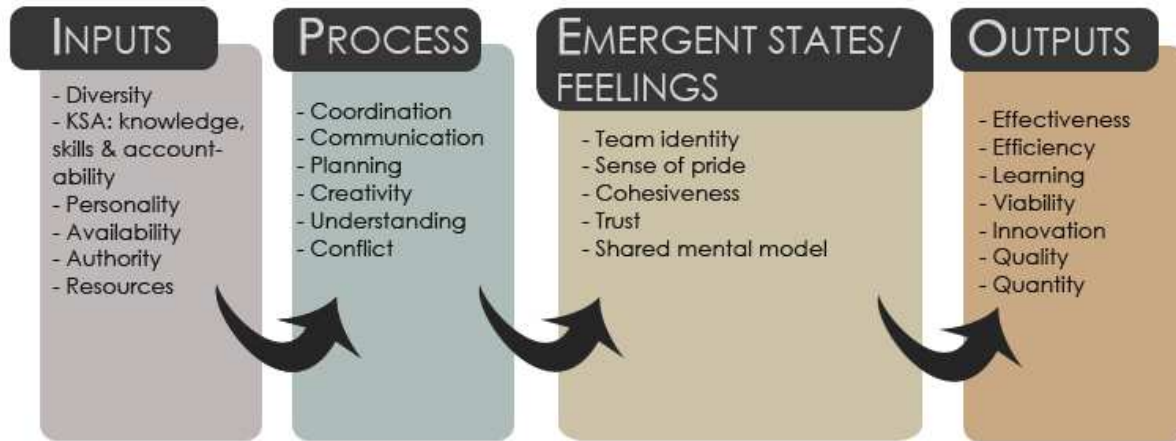 INPUTS
- Diversity
- KSA: knowledge,
skills & account-
ability
- Personality
- Availability
- Authority
- Resources
PROCESS
- Coordination
- Communication
- Planning
- Creativity
- Understanding
- Conflict
EMERGENT STATES/
FEELINGS
- Team identity
- Sense of pride
- Cohesiveness
- Trust
- Shared mental model
OUTPUTS
- Effectiveness
- Efficiency
- Learning
- Viability
- Innovation
- Quality
- Quantity